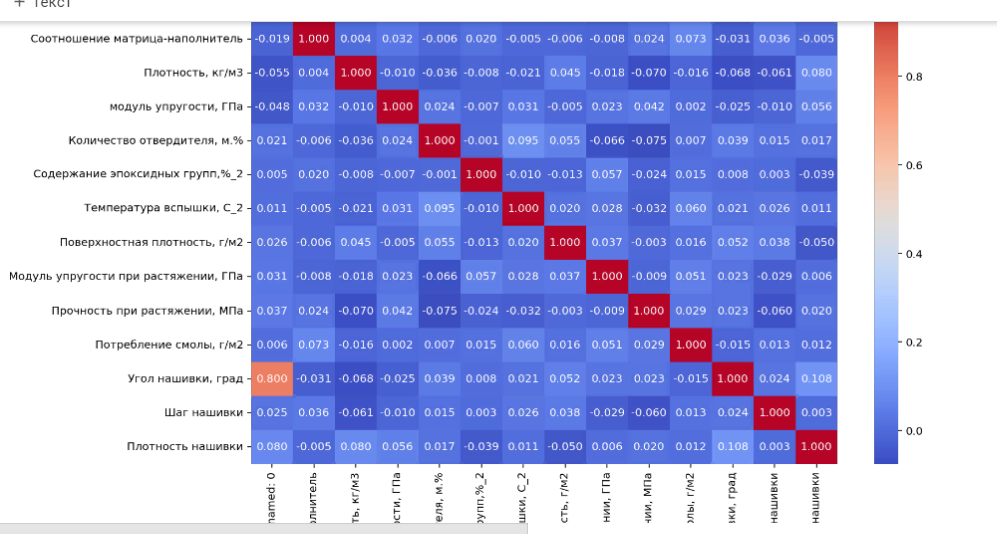 + Текст
Соотношение матрица-наполнитель -0.019 1.000 0.004 0.032 -0.006 0.020 -0.005 -0.006 -0.008 0.024 0.073 -0.031 0.036 -0.005
Плотность, кг/м3 -0.055 0.004 1.000 -0.010 -0.036 -0.008 -0.021 0.045 -0.018 -0.070 -0.016 -0.068 -0.061 0.080
0.8
модуль упругости, ГПа -0.048 0.032 -0.010 1.000 0.024 -0.007 0.031 -0.005 0.023 0.042 0.002 -0.025 -0.010 0.056
Количество отвердителя, м.% 0.021 -0.006 -0.036 0.024 1.000 -0.001 0.095 0.055 -0.066 -0.075 0.007 0.039 0.015 0.017
0.6
Содержание эпоксидных групп,%_2 0.005 0.020 -0.008 -0.007 -0.001 1.000 -0.010 -0.013 0.057 -0.024 0.015 0.008 0.003 -0.039
Температура вспышки, С_2 0.011 -0.005 -0.021 0.031 0.095 -0.010 1.000 0.020 0.028 -0.032 0.060 0.021 0.026 0.011
Поверхностная плотность, г/м2 0.026 -0.006 0.045 -0.005 0.055 -0.013 0.020 1.000 0.037 -0.003 0.016 0.052 0.038 -0.050
0.4
Модуль упругости при растяжении, ГПа 0.031 -0.008 -0.018 0.023 -0.066 0.057 0.028 0.037 1.000 -0.009 0.051 0.023 -0.029 0.006
Прочность при растяжении, МПа 0.037 0.024 -0.070 0.042 -0.075 -0.024 -0.032 -0.003 -0.009 1.000 0.029 0.023 -0.060 0.020
0.2
Потребление смолы, г/м2 0.006 0.073 -0.016 0.002 0.007 0.015 0.060 0.016 0.051 0.029 1.000 -0.015 0.013 0.012
Угол нашивки, град 0.800 -0.031 -0.068 -0.025 0.039 0.008 0.021 0.052 0.023 0.023 -0.015 1.000 0.024 0.108
Шаг нашивки 0.025 0.036 -0.061 -0.010 0.015 0.003 0.026 0.038 -0.029 -0.060 0.013 0.024 1.000 0.003
0.0
Плотность нашивки 0.080 -0.005 0.080 0.056 0.017 -0.039 0.011 -0.050 0.006 0.020 0.012 0.108 0.003 1.000
named: 0
олнитель
ть, кг/м3
сти, ГПа
еля, м.%
рупп,%_2
шки, С_2
сть, г/м2
нии, ГПа
нии, МПа
олы, г/м2
ки, град
нашивки
нашивки